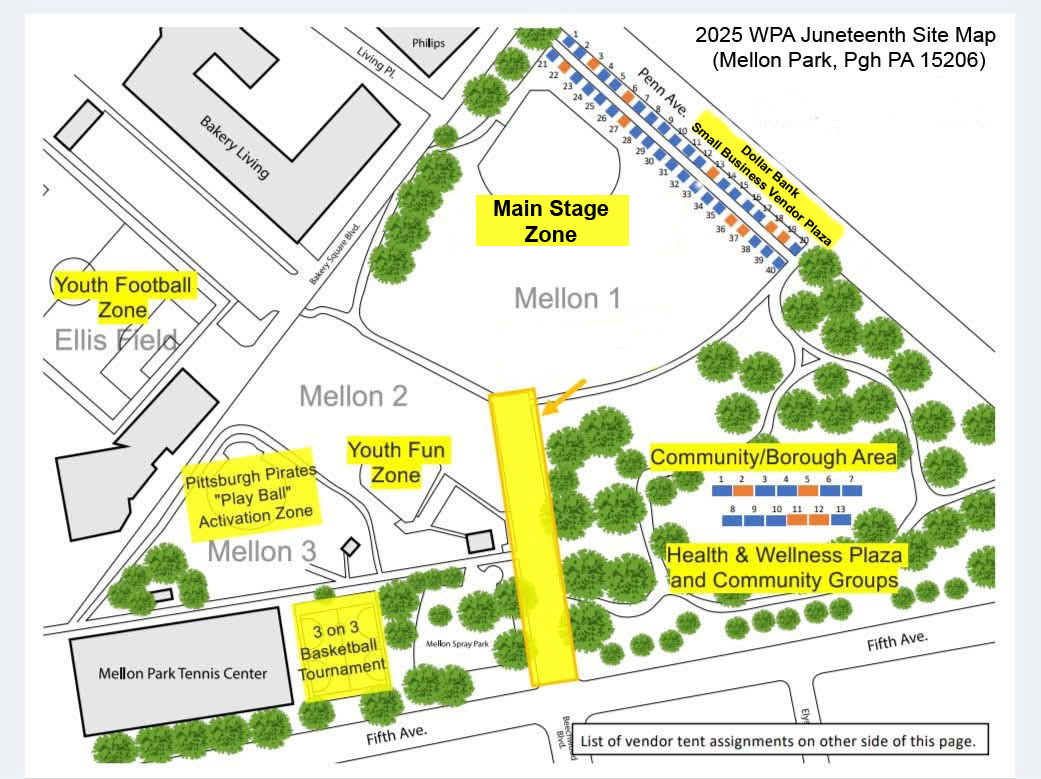 2025 WPA Juneteenth Site Map
(Mellon Park, Pgh PA 15206)
Philips
Living Pl.
Bakery Living
Penn Ave.
Dollar Bank
Small Business Vendor Plaza
1
2
3
4
5
6
7
8
9
10
11
12
13
14
15
16
17
18
19
20
21
22
23
24
25
26
27
28
29
30
31
32
33
34
35
36
37
38
39
40
Main Stage
Zone
Bakery Square Blvd.
Mellon 1
Youth Football
Zone
Ellis Field
Mellon 2
Youth Fun
Zone
Pittsburgh Pirates
"Play Ball"
Activation Zone
Mellon 3
Community/Borough Area
1 2 3 4 5 6 7
8 9 10 11 12 13
Health & Wellness Plaza
and Community Groups
3 on 3
Basketball
Tournament
Mellon Spray Park
Mellon Park Tennis Center
Fifth Ave.
Fifth Ave.
Blvd.
List of vendor tent assignments on other side of this page.